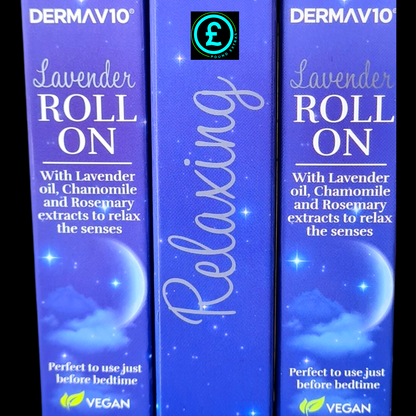 DERMAV10®
Lavender
ROLL
ON
With Lavender
oil, Chamomile
and Rosemary
extracts to relax
the senses
Perfect to use just
before bedtime
VEGAN
£
Relaxing
DERMAV10®
Lavender
ROLL
ON
With Lavender
oil, Chamomile
and Rosemary
extracts to relax
the senses
Perfect to use just
before bedtime
VEGAN